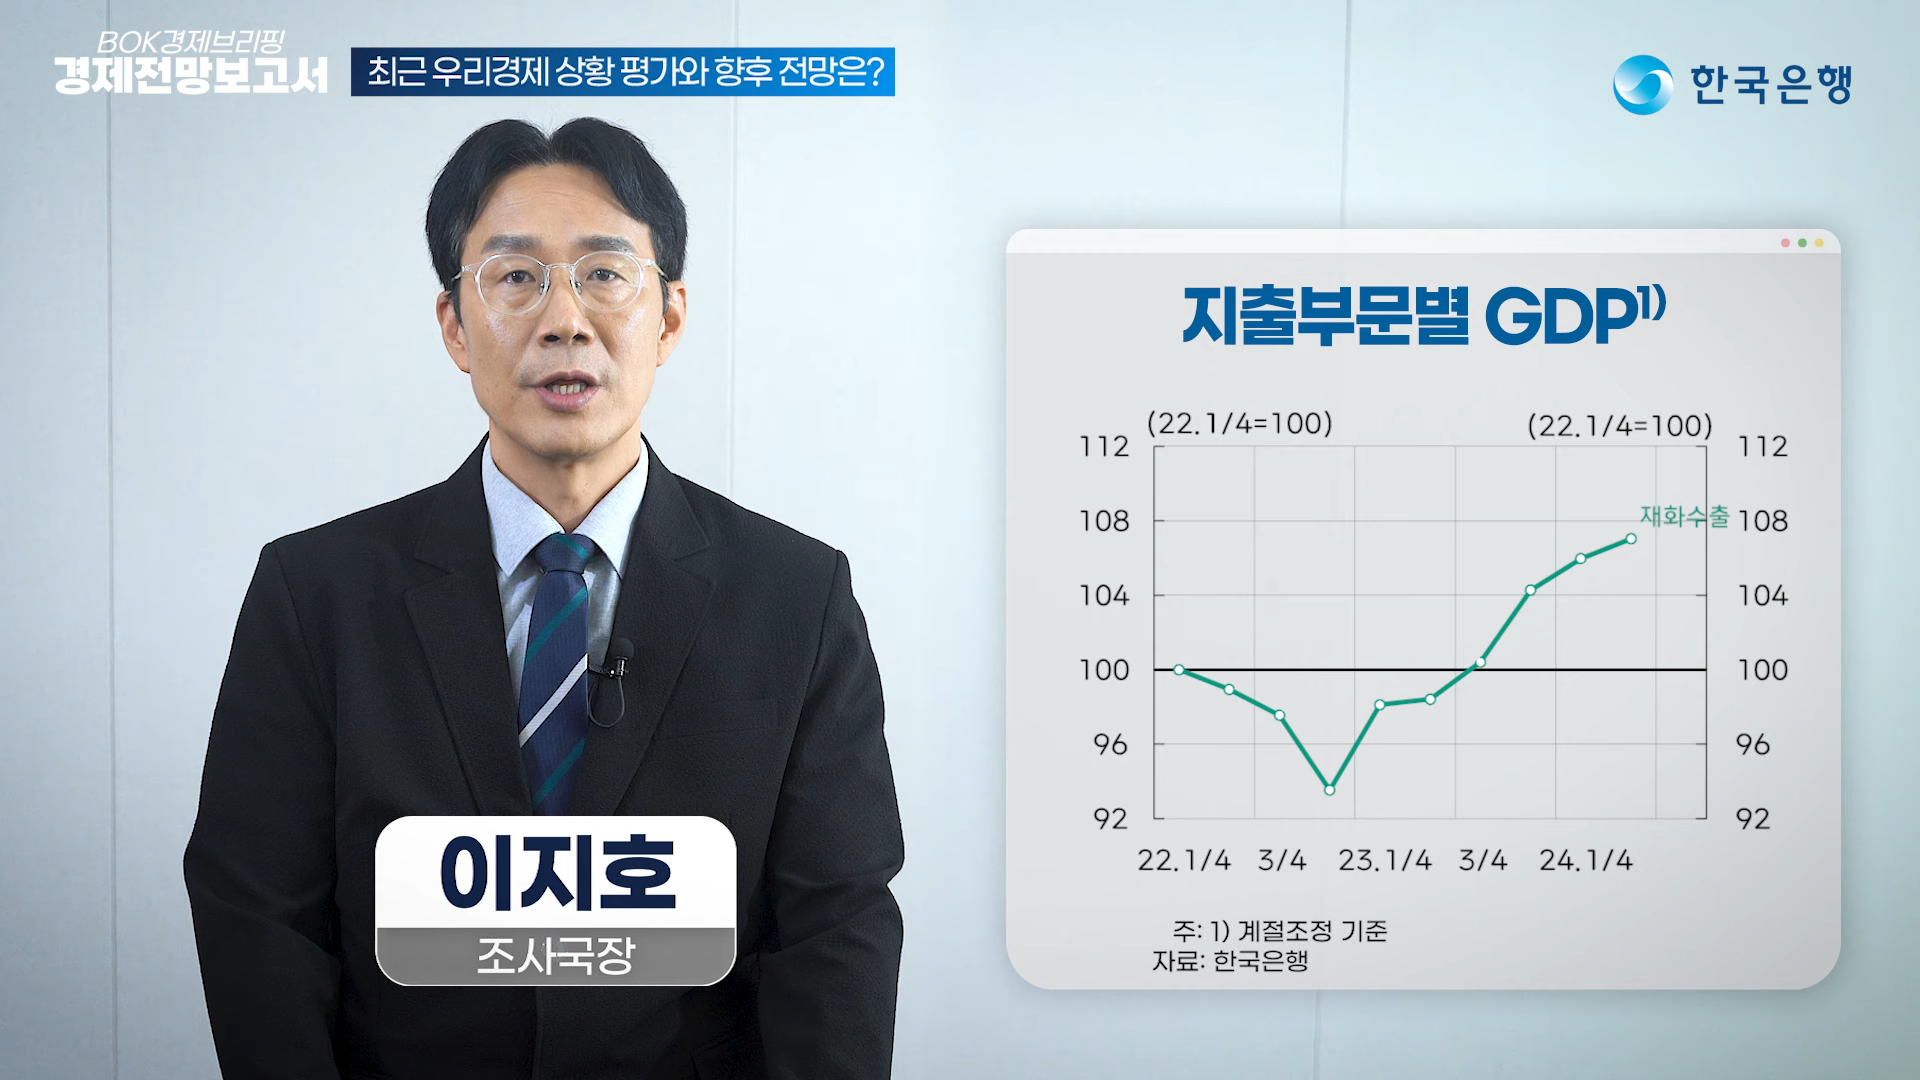 BOK경제브리핑
경제전망보고서
최근 우리경제 상황 평가와 향후 전망은?
한국은행
지출부문별 GDP1)
(22.1/4=100) (22.1/4=100)
112 112
재화수출
108 108
104 104
100 100
96 96
92 92
22.1/4 3/4 23.1/4 3/4 24.1/4
주: 1) 계절조정 기준
자료: 한국은행
이지호
조사국장